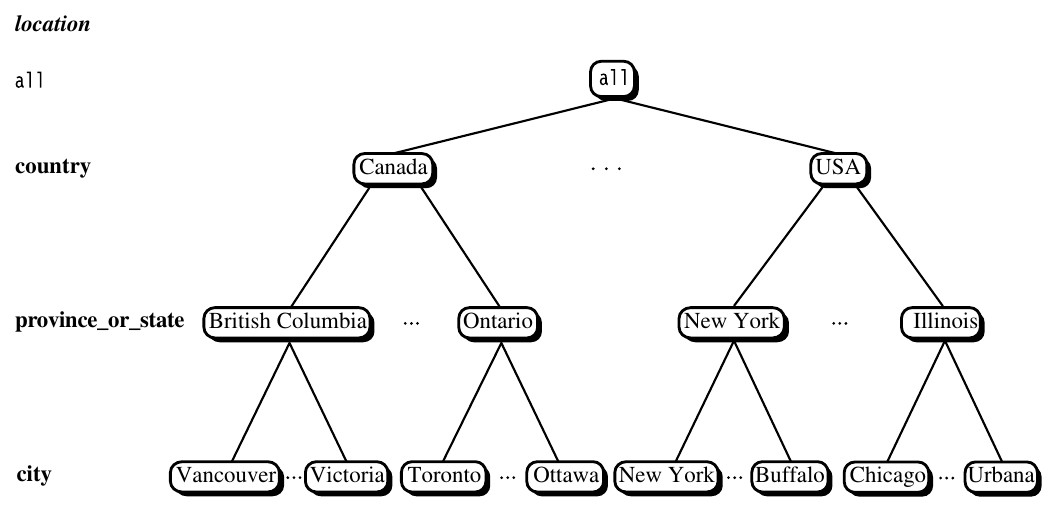 location
all all
country Canada ... USA
province_or_state British Columbia ... Ontario New York ... Illinois
city Vancouver ... Victoria Toronto ... Ottawa New York ... Buffalo Chicago ... Urbana